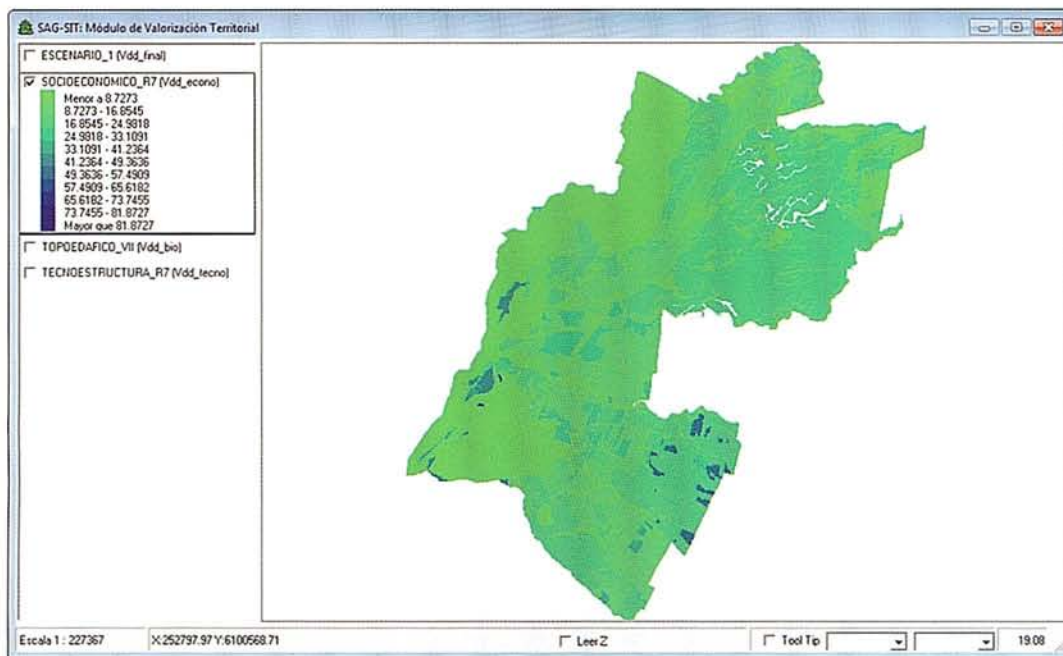 SAG-SIT: Módulo de Valorización Territorial
ESCENARIO_1 (Vdd_final)
SOCIOECONOMICO_R7 (Vdd_econo)
Menor a 8.7273
8.7273 - 16.8545
16.8545 - 24.9818
24.9818 - 33.1091
33.1091 - 41.2364
41.2364 - 49.3636
49.3636 - 57.4909
57.4909 - 65.6182
65.6182 - 73.7455
73.7455 - 81.8727
Mayor que 81.8727
TOPOEDAFICO_VII (Vdd_bio)
TECNOESTRUCTURA_R7 (Vdd_tecno)
Escala 1 : 227367 X:252797.97 Y:6100568.71 Leer Z Tool Tip 19:08